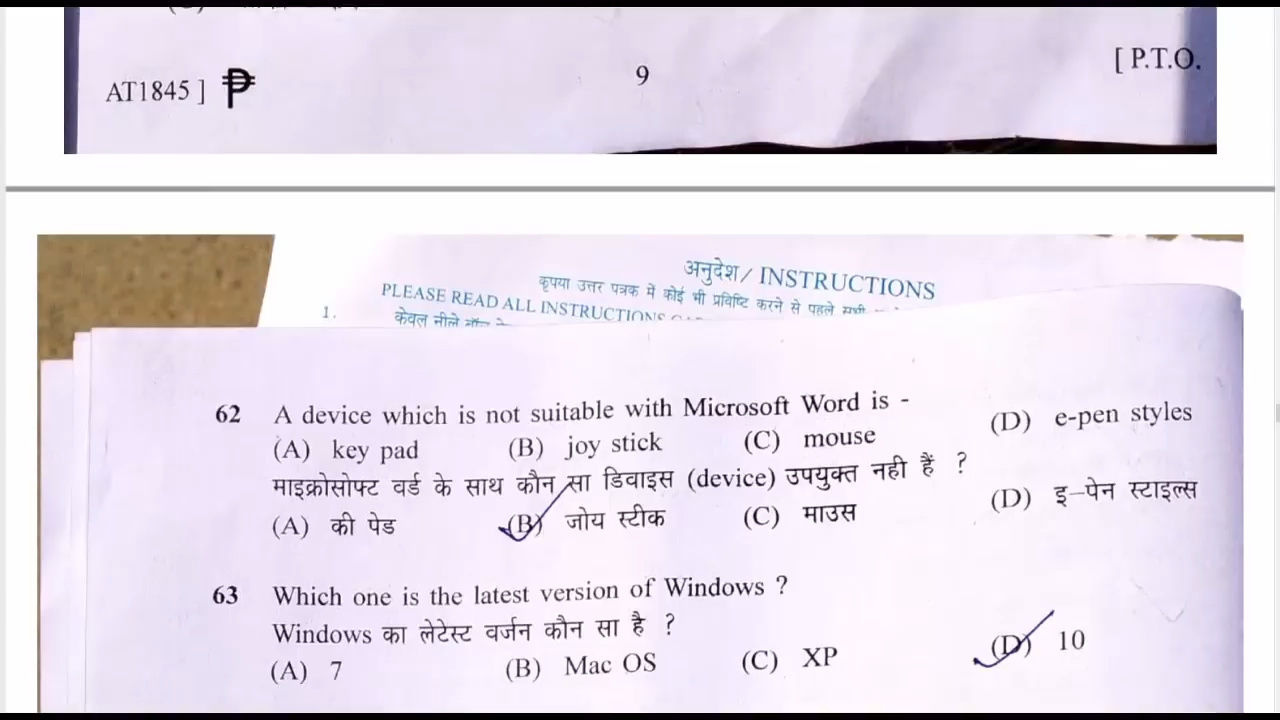 AT1845 ] 9 [ P.T.O.
अनुदेश / INSTRUCTIONS
कृपया उत्तर पत्रक में कोई भी प्रविष्टि करने से पहले सभी
1. PLEASE READ ALL INSTRUCTIONS
केवल नीले
62 A device which is not suitable with Microsoft Word is -
(A) key pad (B) joy stick (C) mouse (D) e-pen styles
माइक्रोसोफ्ट वर्ड के साथ कौन सा डिवाइस (device) उपयुक्त नही हैं ?
(A) की पेड (B) जोय स्टीक (C) माउस (D) इ-पेन स्टाइल्स
63 Which one is the latest version of Windows ?
Windows का लेटेस्ट वर्जन कौन सा है ?
(A) 7 (B) Mac OS (C) XP (D) 10